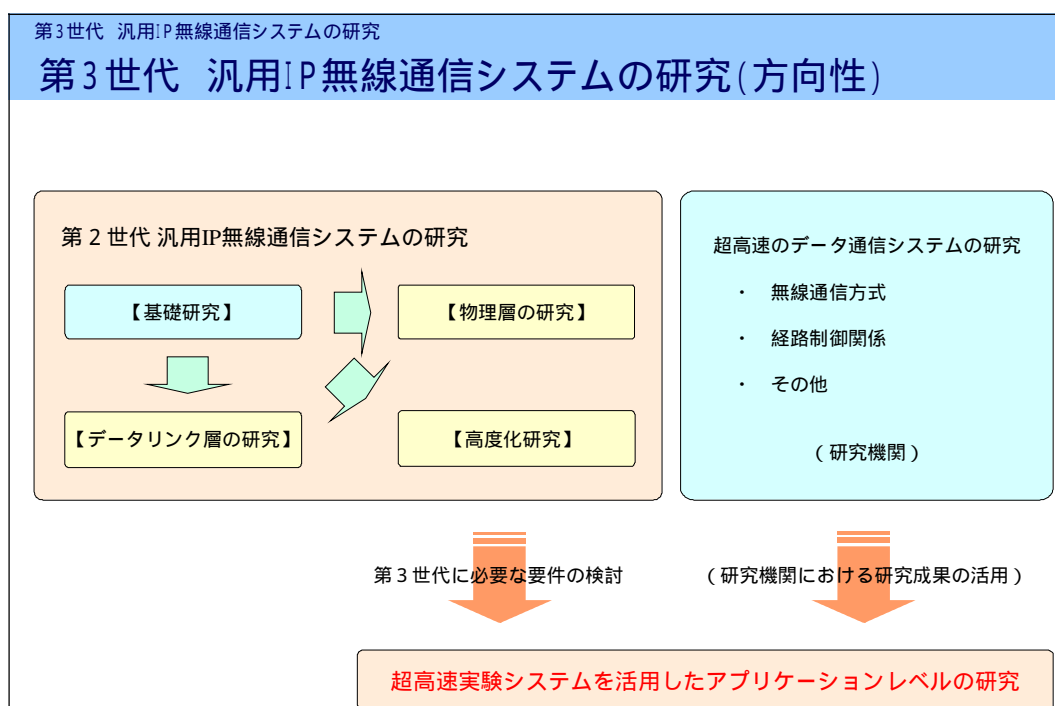 第3世代 汎用IP無線通信システムの研究
第3世代 汎用IP無線通信システムの研究(方向性)
第2世代 汎用IP無線通信システムの研究
【基礎研究】
【物理層の研究】
【データリンク層の研究】
【高度化研究】
超高速のデータ通信システムの研究
・ 無線通信方式
・ 経路制御関係
・ その他
(研究機関)
第3世代に必要な要件の検討
(研究機関における研究成果の活用)
超高速実験システムを活用したアプリケーションレベルの研究